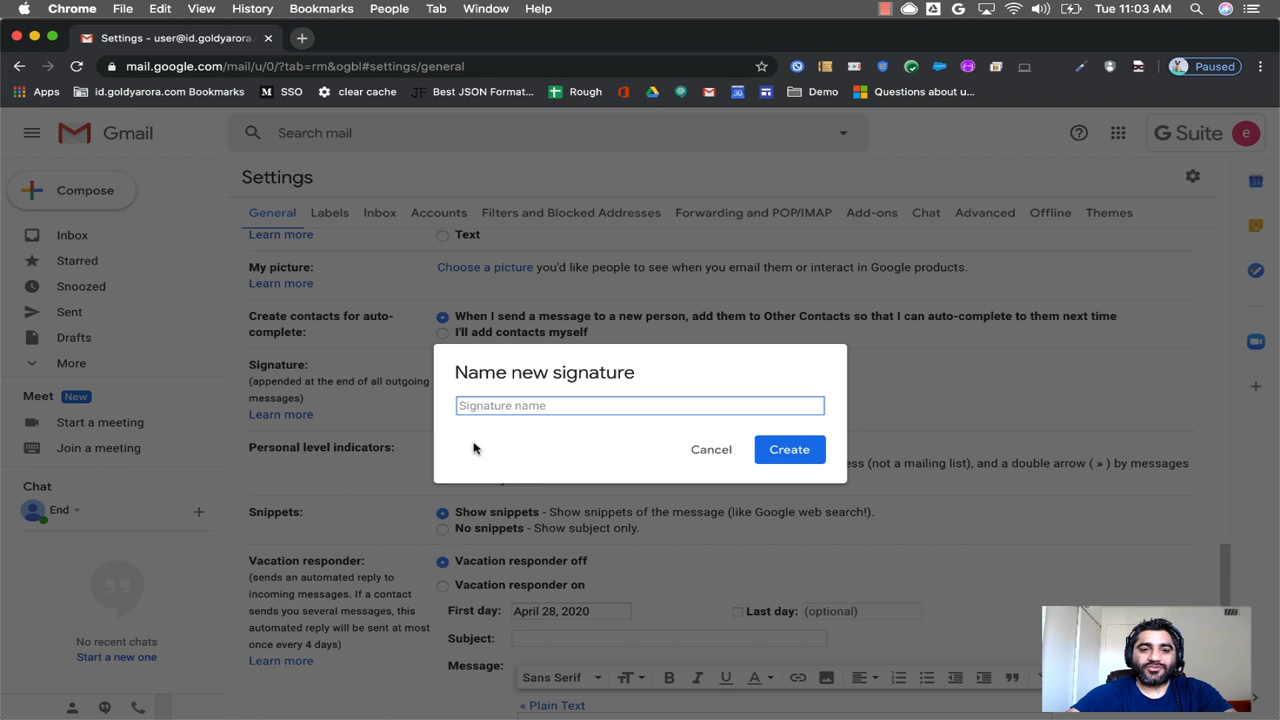 Chrome File Edit View History Bookmarks People Tab Window Help Tue 11:03 AM
Settings - user@id.goldyarora.
mail.google.com/mail/u/0/?tab=rm&ogbl#settings/general Paused
Apps id.goldyarora.com Bookmarks SSO clear cache Best JSON Format... Rough Demo Questions about u...
Gmail Search mail G Suite e
Compose
Settings
General Labels Inbox Accounts Filters and Blocked Addresses Forwarding and POP/IMAP Add-ons Chat Advanced Offline Themes
Learn more Text
My picture: Choose a picture you'd like people to see when you email them or interact in Google products.
Learn more
Create contacts for auto- When I send a message to a new person, add them to Other Contacts so that I can auto-complete to them next time
complete: I'll add contacts myself
Signature:
(appended at the end of all outgoing
messages)
Learn more
Name new signature
Signature name
Cancel Create
Personal level indicators:
ess (not a mailing list), and a double arrow ( » ) by messages
Snippets: Show snippets - Show snippets of the message (like Google web search!).
No snippets - Show subject only.
Vacation responder: Vacation responder off
(sends an automated reply to
incoming messages. If a contact
sends you several messages, this
automated reply will be sent at most
once every 4 days)
Learn more
Vacation responder on
First day: April 28, 2020 Last day: (optional)
Subject:
Message:
Sans Serif
« Plain Text
Inbox
Starred
Snoozed
Sent
Drafts
More
Meet New
Start a meeting
Join a meeting
Chat
End
No recent chats
Start a new one